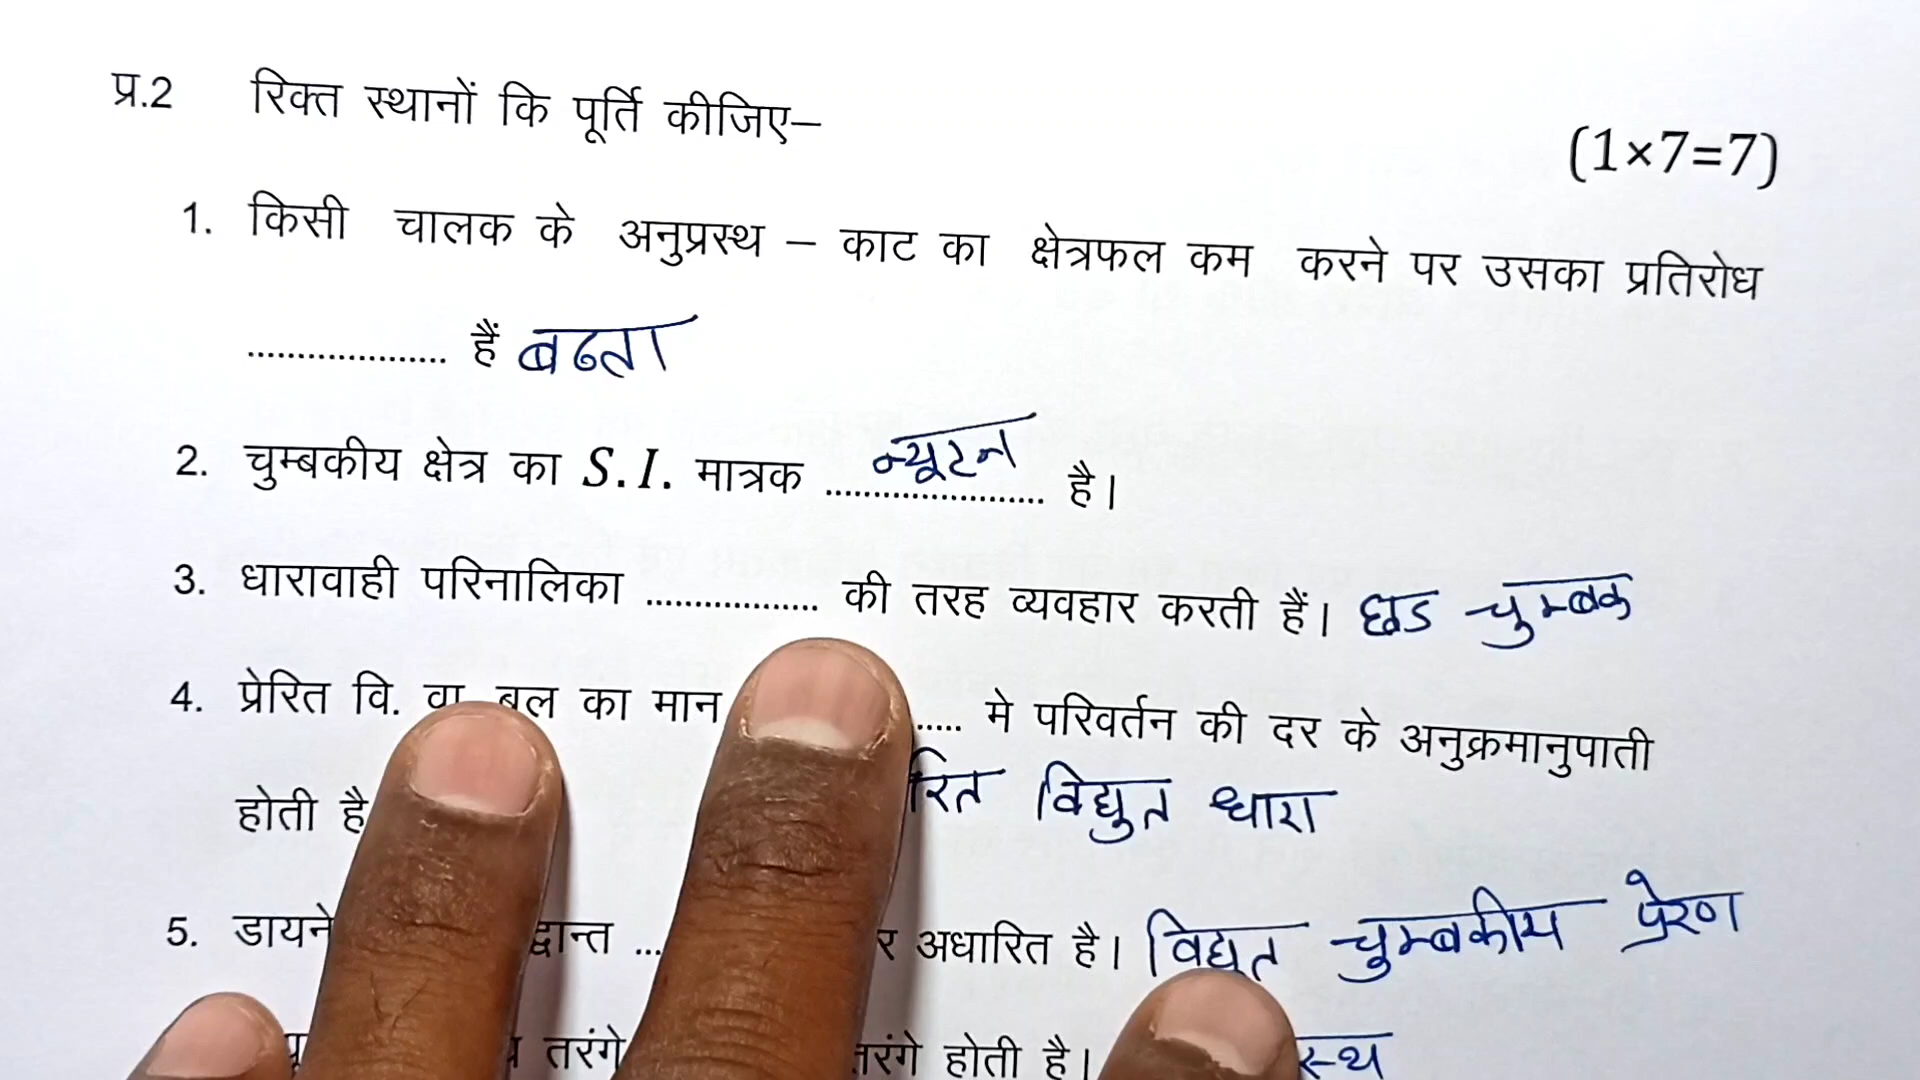 प्र.2 रिक्त स्थानों कि पूर्ति कीजिए–
(1×7=7)
1. किसी चालक के अनुप्रस्थ – काट का क्षेत्रफल कम करने पर उसका प्रतिरोध
.................... हैं बढता
2. चुम्बकीय क्षेत्र का S.I. मात्रक ...................... है। न्यूटन
3. धारावाही परिनालिका .................. की तरह व्यवहार करती हैं। छड चुम्बक
4. प्रेरित वि. वा. बल का मान ..... मे परिवर्तन की दर के अनुक्रमानुपाती
होती है विद्युत धारा
5. ... अधारित है। विद्युत चुम्बकीय प्रेरण
तरंगे तरंगे होती है।